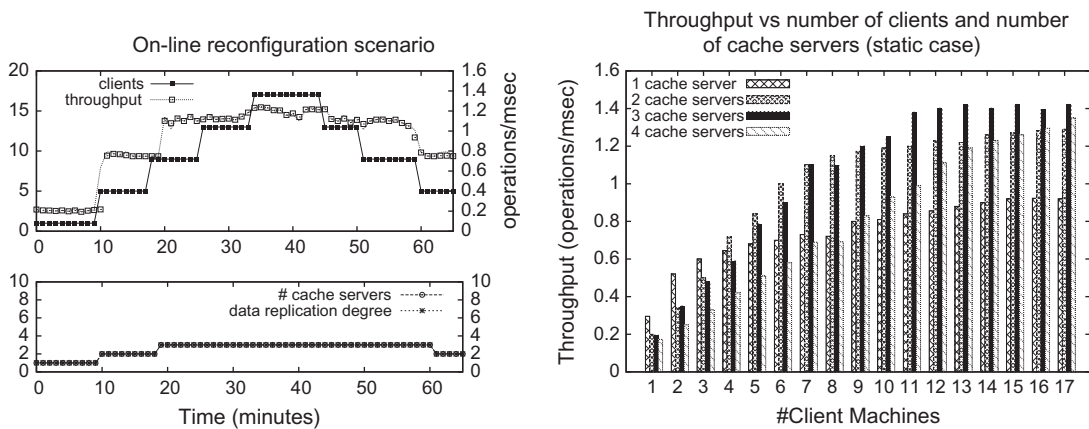 On-line reconfiguration scenario
20
15
10
5
0
clients
throughput
1.6
1.4
1.2
1
0.8
0.6
0.4
0.2
0
operations/msec
0 10 20 30 40 50 60
10
8
6
4
2
0
# cache servers
data replication degree
10
8
6
4
2
0
0 10 20 30 40 50 60
Time (minutes)
Throughput vs number of clients and number
of cache servers (static case)
Throughput (operations/msec)
1.6
1.4
1.2
1
0.8
0.6
0.4
0.2
0
1 cache server
2 cache servers
3 cache servers
4 cache servers
1 2 3 4 5 6 7 8 9 10 11 12 13 14 15 16 17
#Client Machines